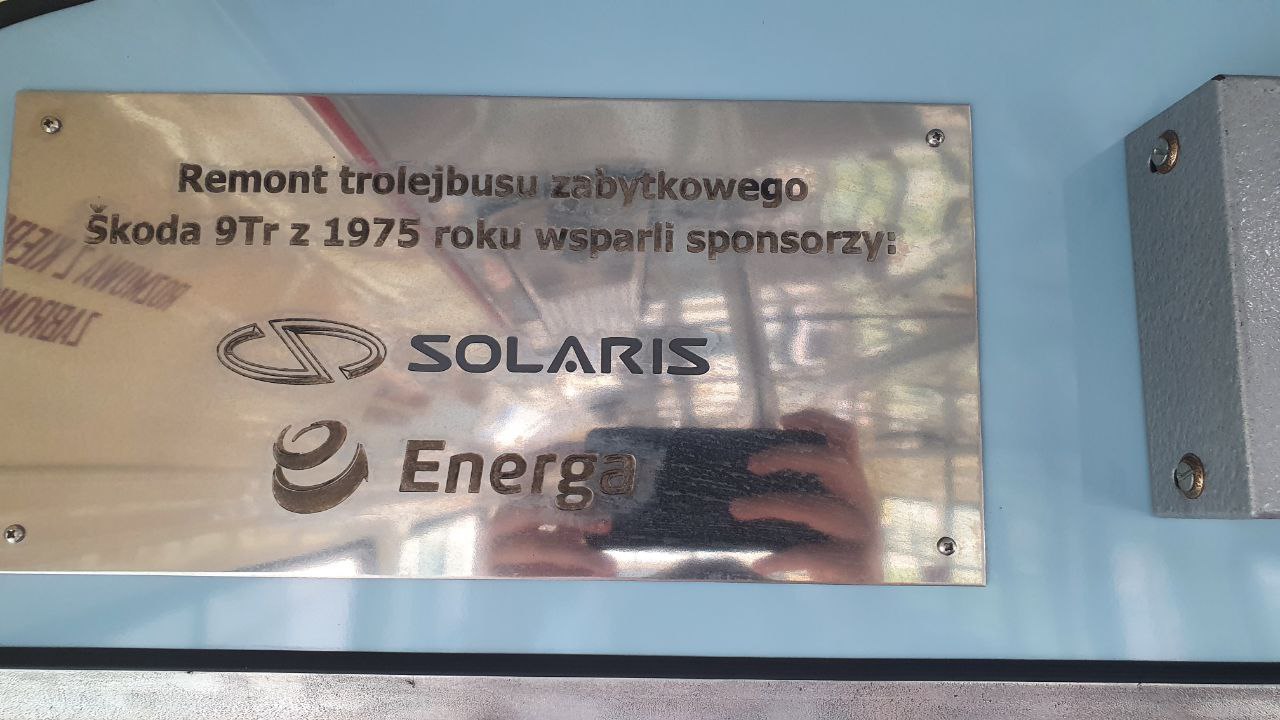 Remont trolejbusu zabytkowego
Škoda 9Tr z 1975 roku wsparli sponsorzy:
SOLARIS
Energa